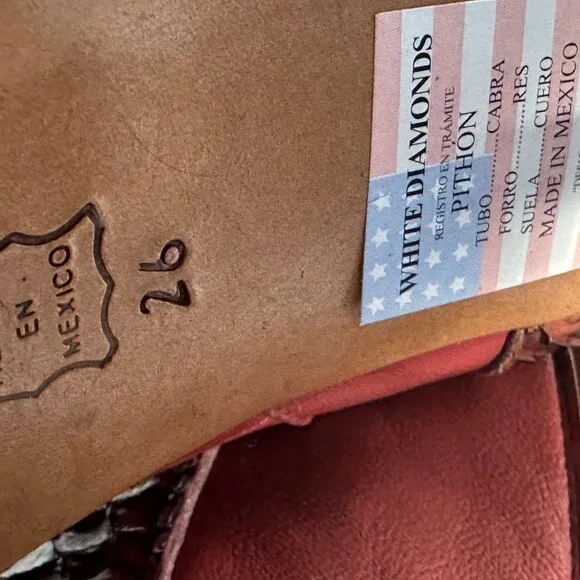 EN
MEXICO
26
WHITE DIAMONDS
REGISTRO EN TRÁMITE
PITHON
TUBO............CABRA
FORRO...........RES
SUELA.........CUERO
MADE IN MEXICO